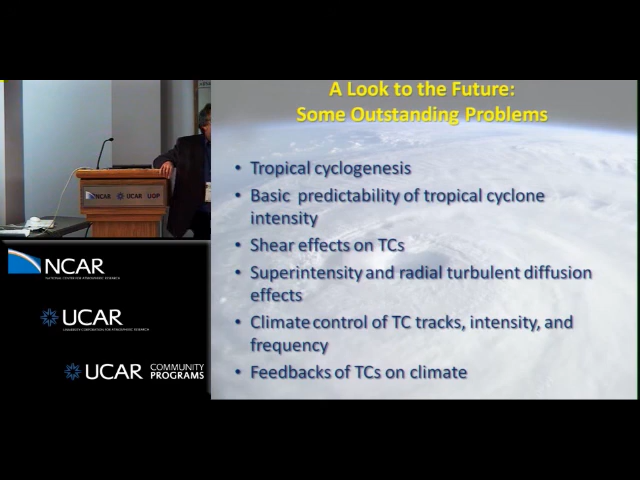 A Look to the Future:
Some Outstanding Problems
• Tropical cyclogenesis
• Basic predictability of tropical cyclone
intensity
• Shear effects on TCs
• Superintensity and radial turbulent diffusion
effects
• Climate control of TC tracks, intensity, and
frequency
• Feedbacks of TCs on climate
UCAR UCAR UOP
NCAR
NATIONAL CENTER FOR ATMOSPHERIC RESEARCH
UCAR
UNIVERSITY CORPORATION FOR ATMOSPHERIC RESEARCH
UCAR COMMUNITY
PROGRAMS